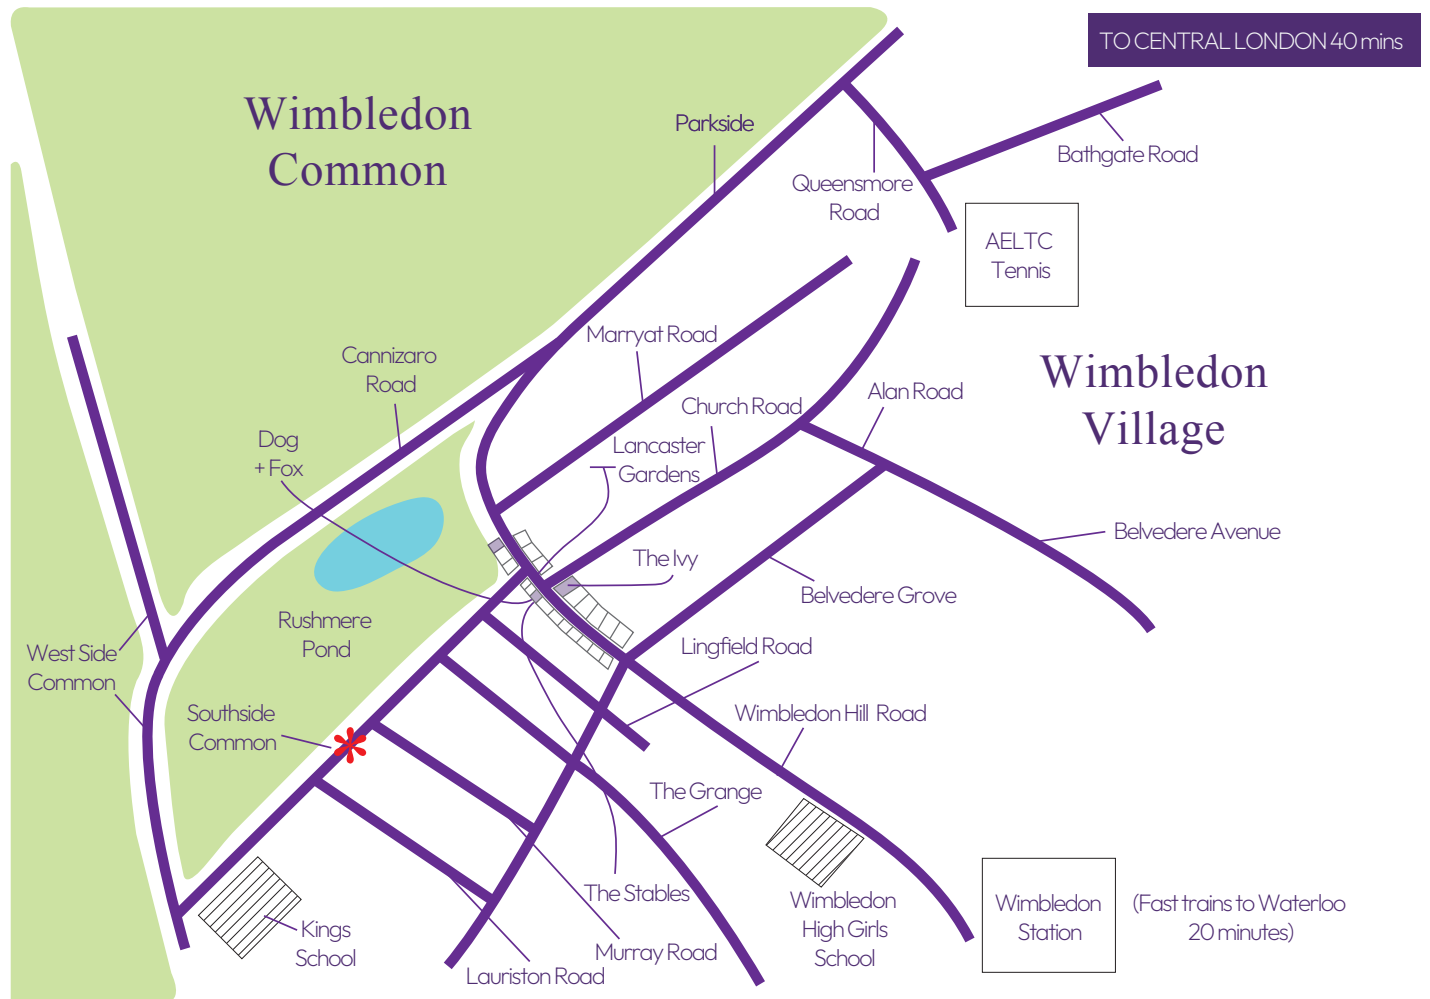 TO CENTRAL LONDON 40 mins
Wimbledon
Common
Parkside
Bathgate Road
Queensmore
Road
AELTC
Tennis
Marryat Road
Cannizaro
Road
Wimbledon
Village
Alan Road
Church Road
Dog
+ Fox
Lancaster
Gardens
Belvedere Avenue
The Ivy
Belvedere Grove
Rushmere
Pond
Lingfield Road
West Side
Common
Southside
Common
Wimbledon Hill Road
The Grange
The Stables
Wimbledon
High Girls
School
Wimbledon
Station
(Fast trains to Waterloo
20 minutes)
Kings
School
Murray Road
Lauriston Road